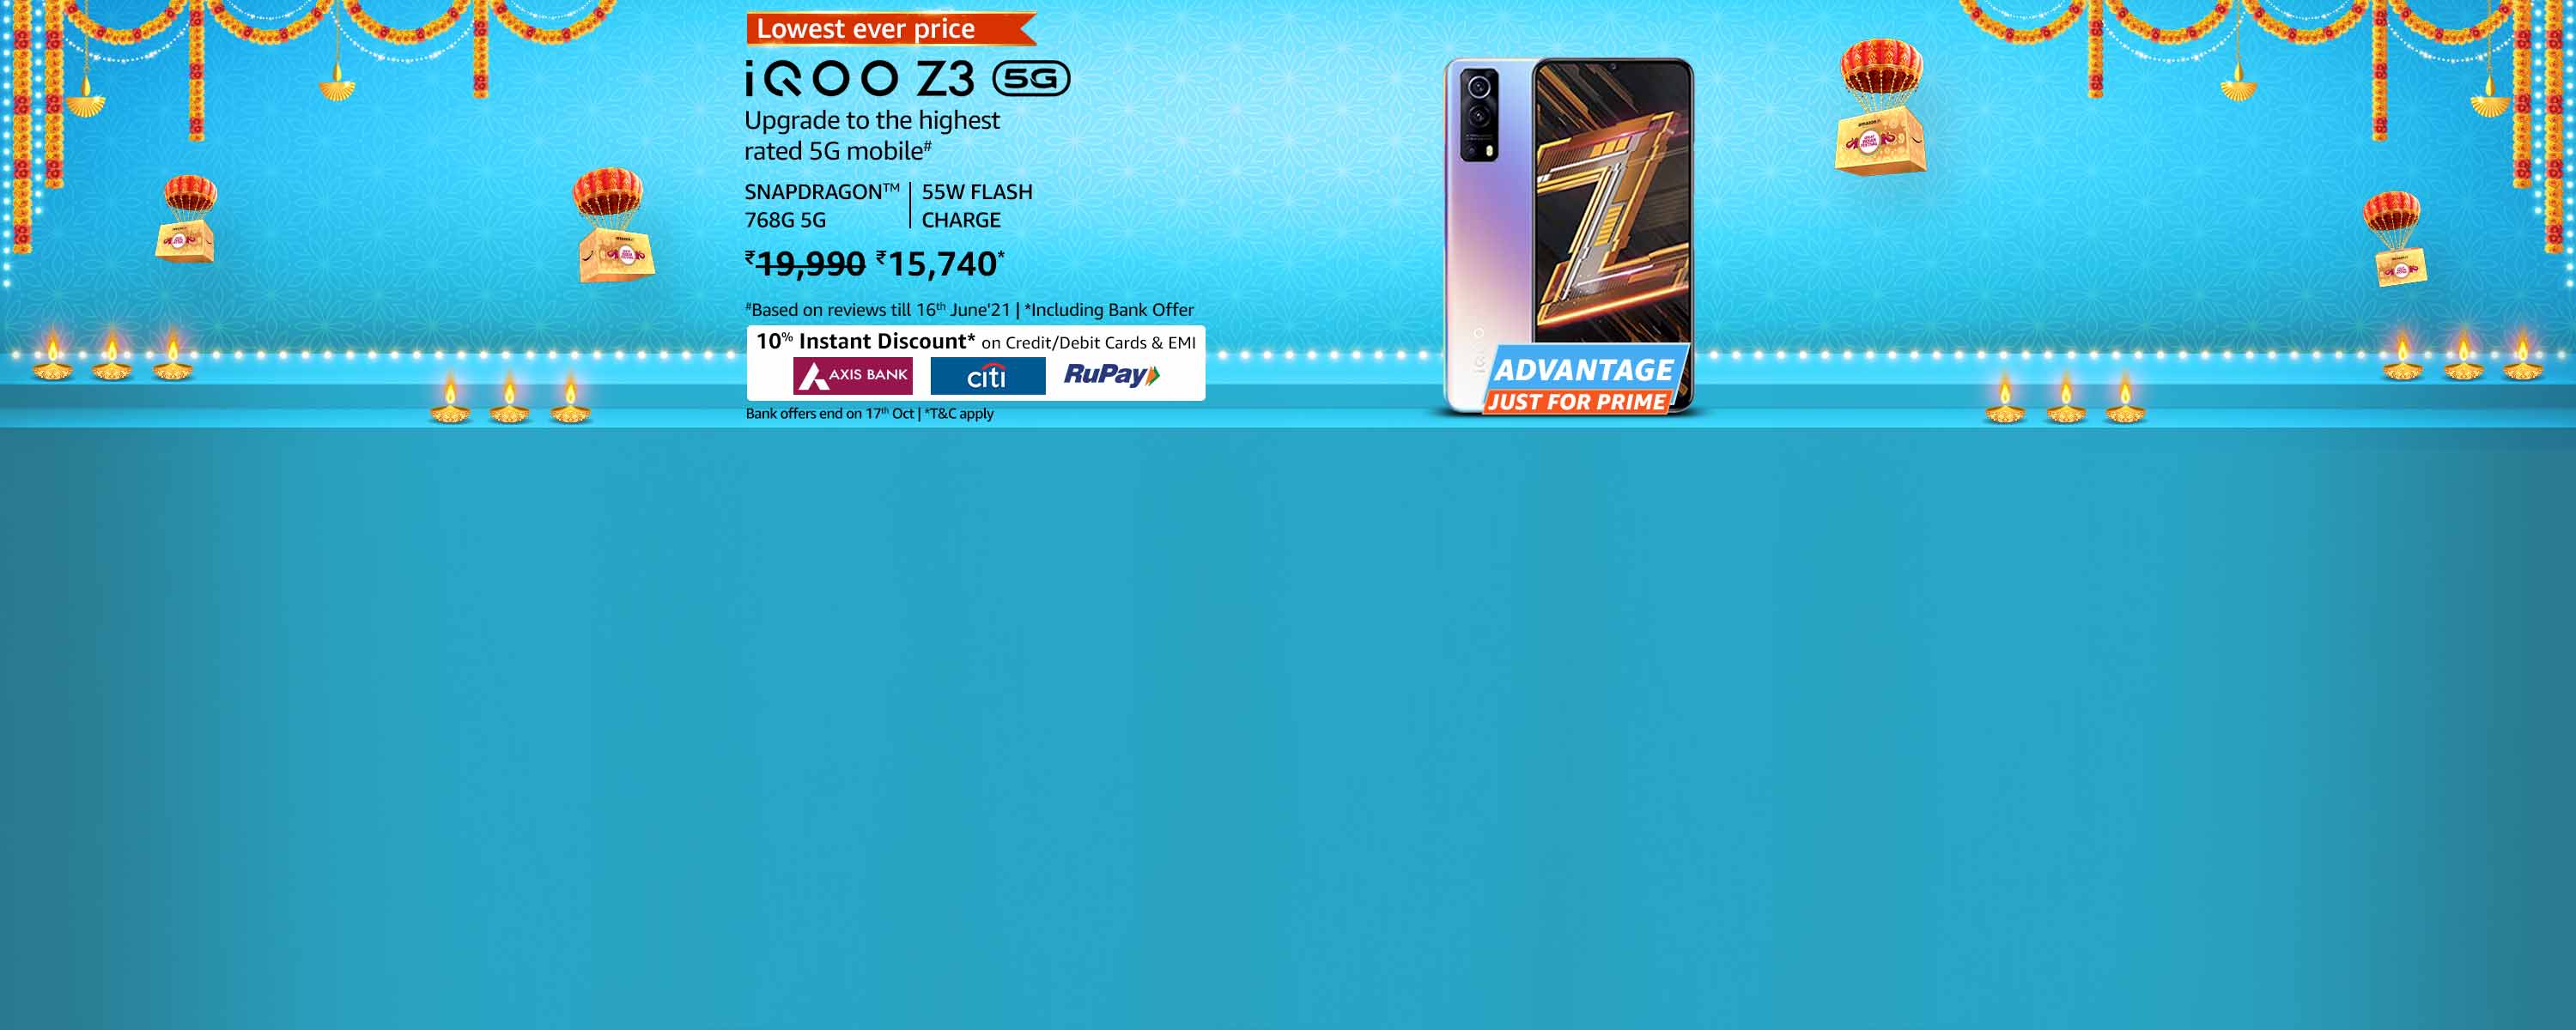 Lowest ever price
iQOO Z3 5G
Upgrade to the highest
rated 5G mobile#
SNAPDRAGON™ | 55W FLASH
768G 5G | CHARGE
₹19,990 ₹15,740*
#Based on reviews till 16th June'21 | *Including Bank Offer
10% Instant Discount* on Credit/Debit Cards & EMI
AXIS BANK citi RuPay
Bank offers end on 17th Oct | *T&C apply
ADVANTAGE
JUST FOR PRIME